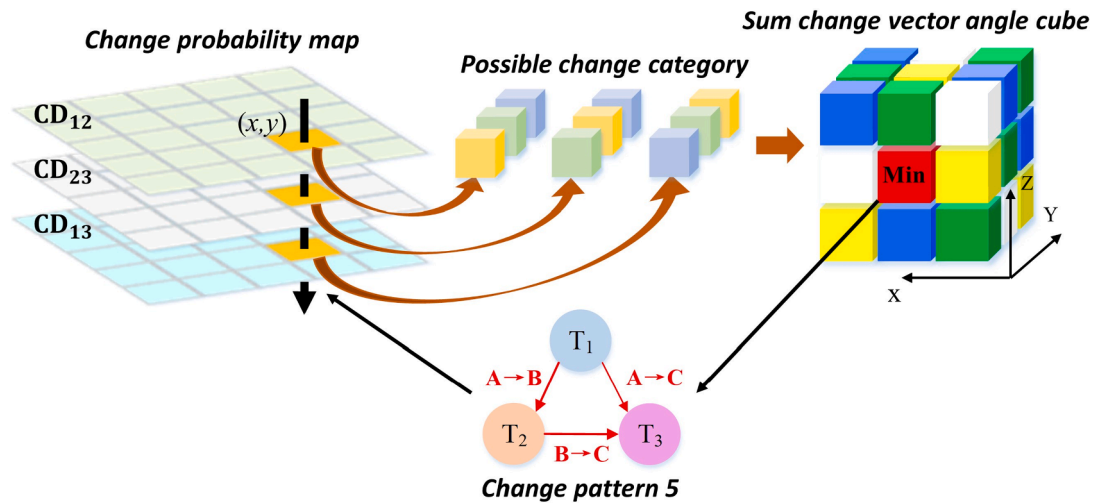 Change probability map
CD₁₂
(x,y)
CD₂₃
CD₁₃
Possible change category
Sum change vector angle cube
Min
Z
Y
X
T₁
A→B
A→C
T₂
T₃
B→C
Change pattern 5